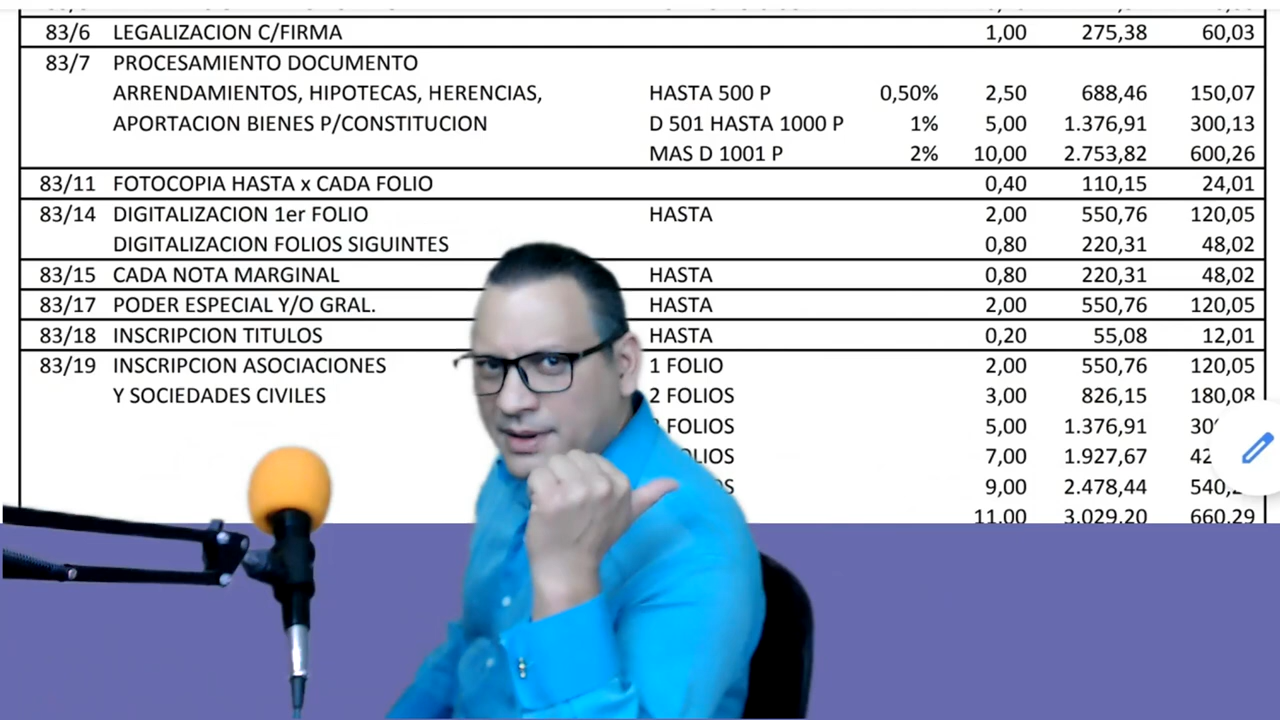 83/6 LEGALIZACION C/FIRMA 1,00 275,38 60,03
83/7 PROCESAMIENTO DOCUMENTO
ARRENDAMIENTOS, HIPOTECAS, HERENCIAS, HASTA 500 P 0,50% 2,50 688,46 150,07
APORTACION BIENES P/CONSTITUCION D 501 HASTA 1000 P 1% 5,00 1.376,91 300,13
MAS D 1001 P 2% 10,00 2.753,82 600,26
83/11 FOTOCOPIA HASTA x CADA FOLIO 0,40 110,15 24,01
83/14 DIGITALIZACION 1er FOLIO HASTA 2,00 550,76 120,05
DIGITALIZACION FOLIOS SIGUINTES 0,80 220,31 48,02
83/15 CADA NOTA MARGINAL HASTA 0,80 220,31 48,02
83/17 PODER ESPECIAL Y/O GRAL. HASTA 2,00 550,76 120,05
83/18 INSCRIPCION TITULOS HASTA 0,20 55,08 12,01
83/19 INSCRIPCION ASOCIACIONES 1 FOLIO 2,00 550,76 120,05
Y SOCIEDADES CIVILES 2 FOLIOS 3,00 826,15 180,08
FOLIOS 5,00 1.376,91
7,00 1.927,67
9,00 2.478,44
11,00 3.029,20 660,29